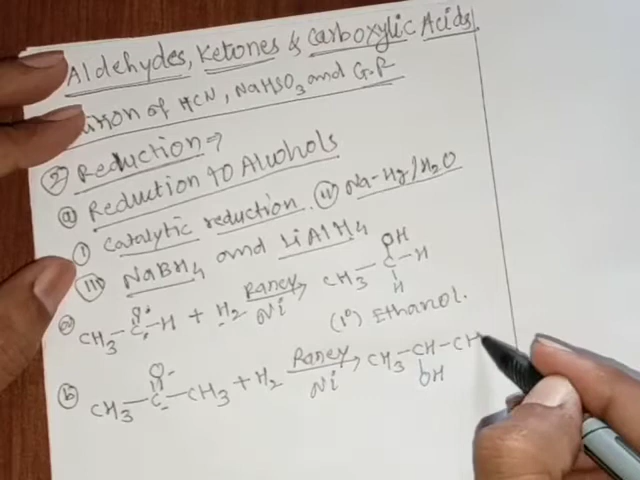 Aldehydes, Ketones & Carboxylic Acids
of HCN, NaHSO3 and G.R
② Reduction ⇒
ⓐ Reduction to Alcohols
ⓘ Catalytic reduction. ⓘⓘ Na-Hg/H2O
ⓘⓘⓘ NaBH4 and LiAlH4
OH
O
ⓐ CH3-C-H + H2 Raney Ni → CH3-C-H
H
(1°) Ethanol.
O
ⓑ CH3-C-CH3 + H2 Raney Ni → CH3-CH-CH
OH